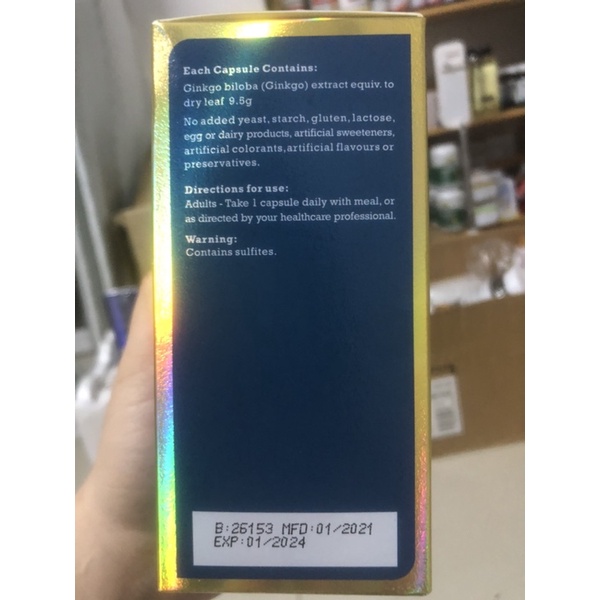 Each Capsule Contains:
Ginkgo biloba (Ginkgo) extract equiv. to
dry leaf 9.5g
No added yeast, starch, gluten, lactose,
egg or dairy products, artificial sweeteners,
artificial colorants,artificial flavours or
preservatives.
Directions for use:
Adults - Take 1 capsule daily with meal, or
as directed by your healthcare professional.
Warning:
Contains sulfites.
B:26153 MFD:01/2021
EXP:01/2024